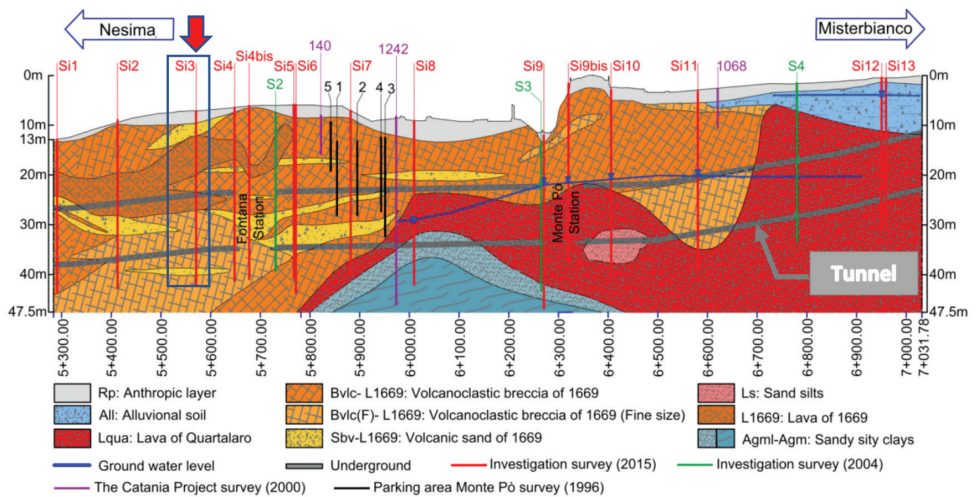 Nesima
Misterbianco
Si1 Si2 Si3 Si4 Si4bis S2 Si5 Si6 140 5 1 Si7 2 1242 4 3 Si8 S3 Si9 Si9bis Si10 Si11 1068 S4 Si12 Si13
0m 0m
10m 10m
13m
20m 20m
30m 30m
40m 40m
47.5m 47.5m
Fontana
Station
Monte Pò
Station
Tunnel
5+300.00 5+400.00 5+500.00 5+600.00 5+700.00 5+800.00 5+900.00 6+000.00 6+100.00 6+200.00 6+300.00 6+400.00 6+500.00 6+600.00 6+700.00 6+800.00 6+900.00 7+000.00 7+031.78
Rp: Anthropic layer
Bvlc- L1669: Volcanoclastic breccia of 1669
Ls: Sand silts
All: Alluvional soil
Bvlc(F)- L1669: Volcanoclastic breccia of 1669 (Fine size)
L1669: Lava of 1669
Lqua: Lava of Quartalaro
Sbv-L1669: Volcanic sand of 1669
Agml-Agm: Sandy sity clays
Ground water level
Underground
Investigation survey (2015)
Investigation survey (2004)
The Catania Project survey (2000)
Parking area Monte Pò survey (1996)